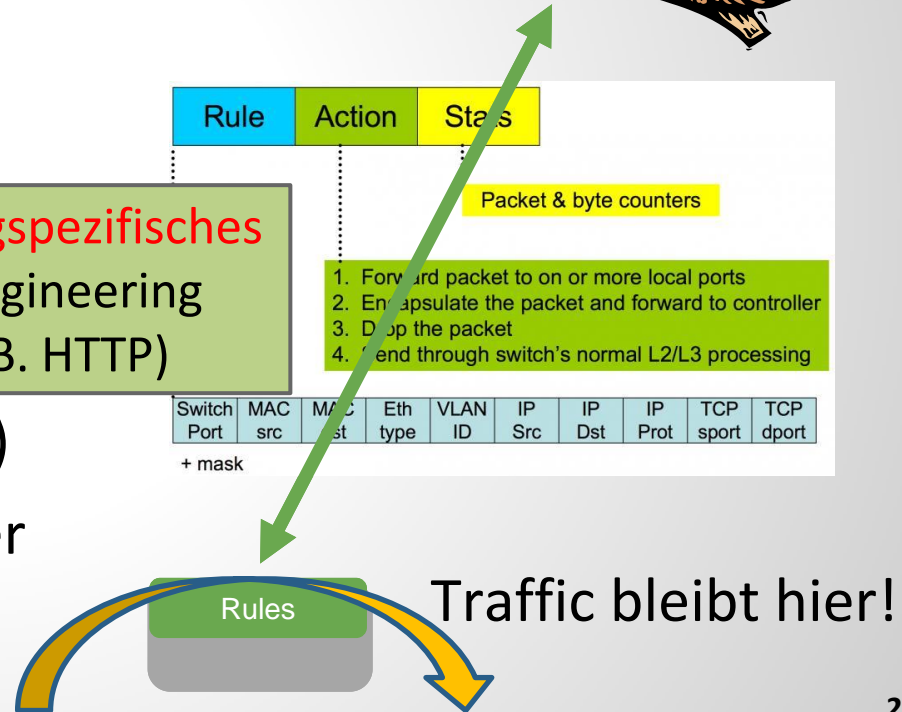 Rule Action Stats
Packet & byte counters
gspezifisches
gineering
B. HTTP)
1. Forward packet to on or more local ports
2. Encapsulate the packet and forward to controller
3. Drop the packet
4. Send through switch's normal L2/L3 processing
Switch Port MAC src MAC dst Eth type VLAN ID IP Src IP Dst IP Prot TCP sport TCP dport
+ mask
)
er
Rules
Traffic bleibt hier!
2